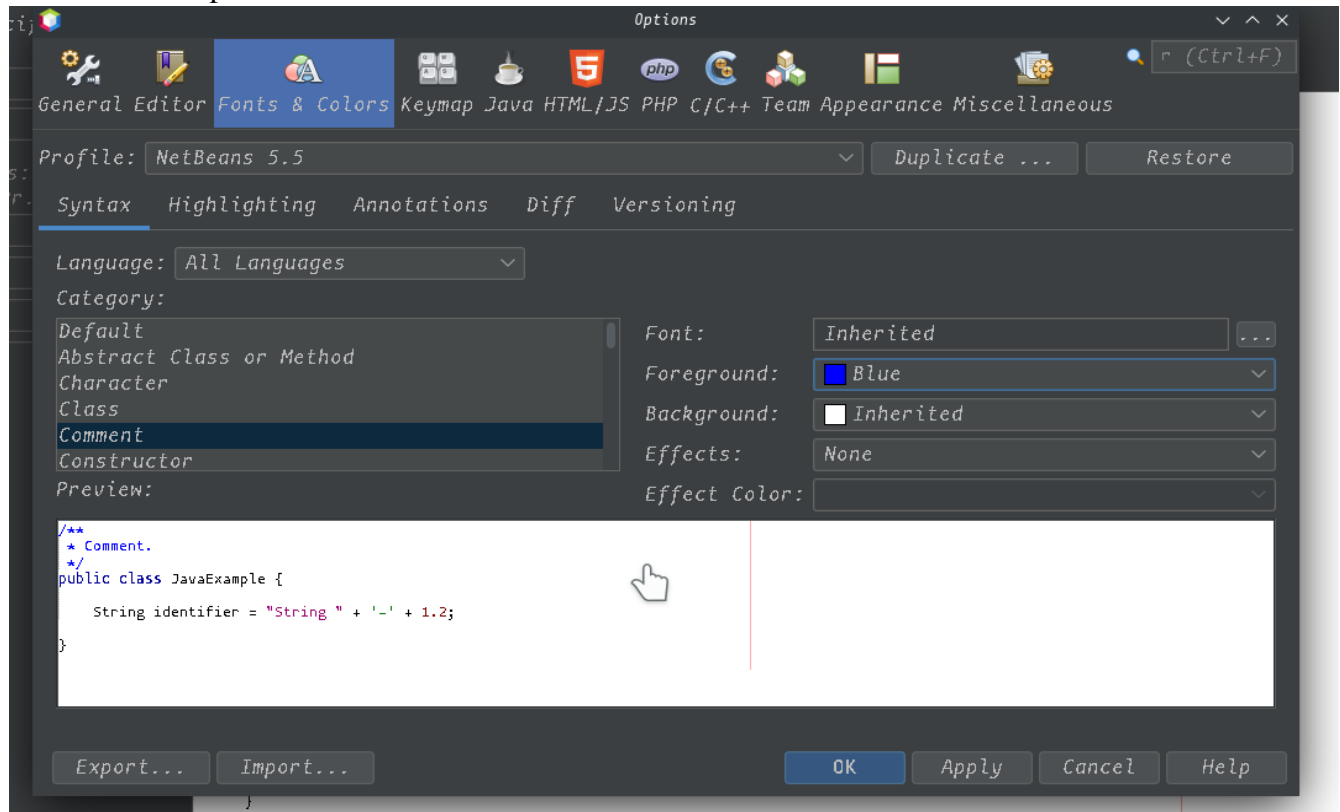 Options
r (Ctrl+F)
General Editor Fonts & Colors Keymap Java HTML/JS PHP C/C++ Team Appearance Miscellaneous
Profile: NetBeans 5.5 Duplicate ... Restore
Syntax Highlighting Annotations Diff Versioning
Language: All Languages
Category:
Default
Abstract Class or Method
Character
Class
Comment
Constructor
Font: Inherited ...
Foreground: Blue
Background: Inherited
Effects: None
Effect Color:
Preview:
/**
* Comment.
*/
public class JavaExample {
String identifier = "String " + '-' + 1.2;
}
Export... Import... OK Apply Cancel Help
}